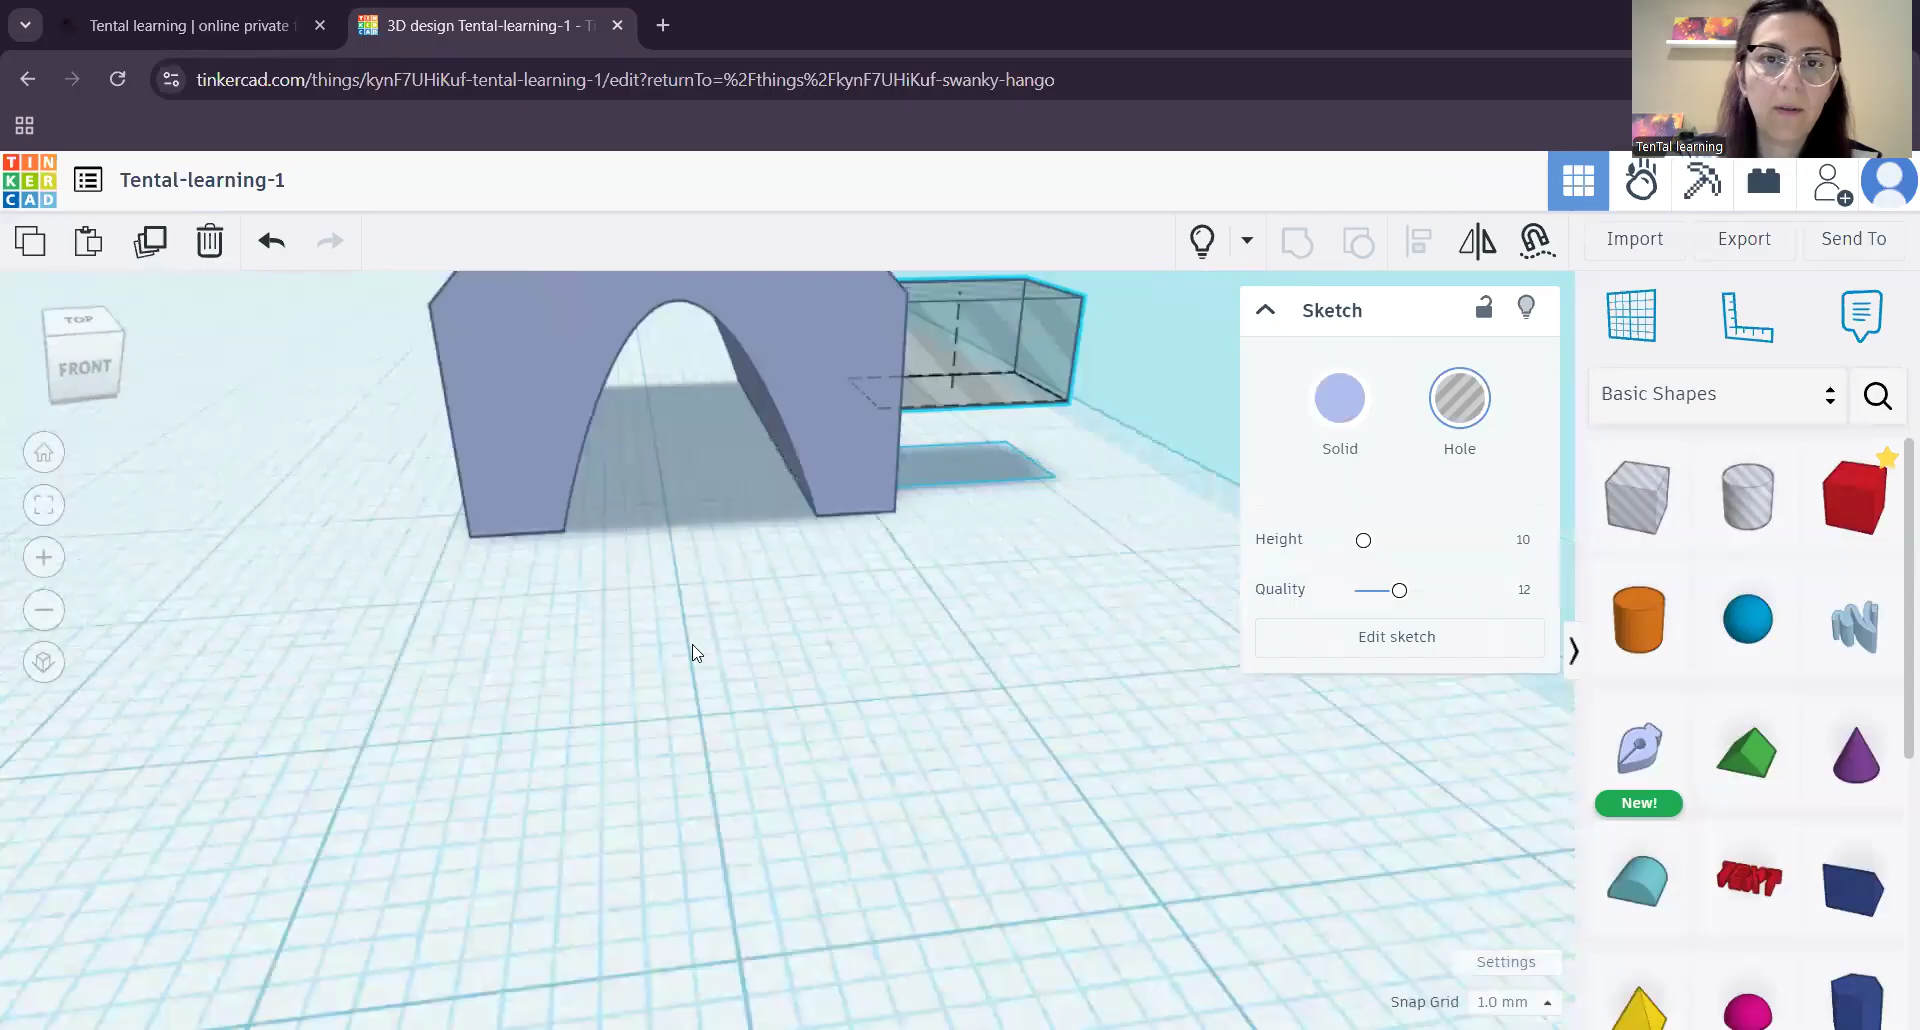 Tental learning | online private t
3D design Tental-learning-1 - Ti
tinkercad.com/things/kynF7UHiKuf-tental-learning-1/edit?returnTo=%2Fthings%2FkynF7UHiKuf-swanky-hango
TenTal learning
TIN
KER
CAD
Tental-learning-1
Import
Export
Send To
TOP
FRONT
Sketch
Solid
Hole
Height
10
Quality
12
Edit sketch
Basic Shapes
New!
TEXT
Settings
Snap Grid
1.0 mm